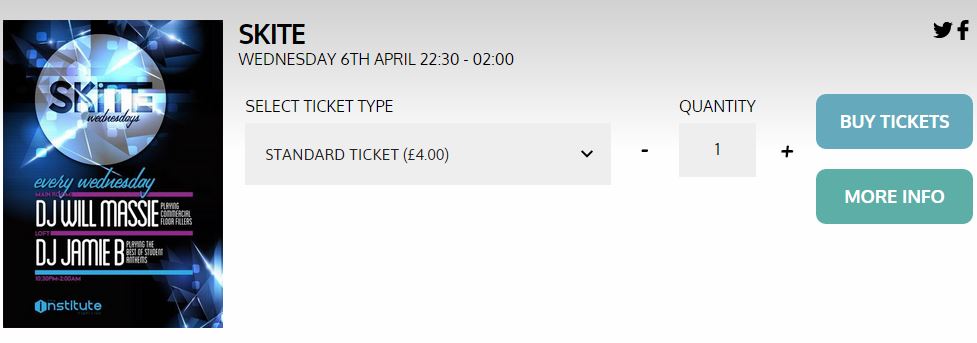 SKITE
WEDNESDAY 6TH APRIL 22:30 - 02:00
SELECT TICKET TYPE
STANDARD TICKET (£4.00)
QUANTITY
-
1
+
BUY TICKETS
MORE INFO
SKiTE
wednesdays
every wednesday
MAIN ROOM
DJ WILL MASSIE
PLAYING
COMMERCIAL
FLOOR FILLERS
LOFT
DJ JAMIE B
PLAYING THE
BEST OF STUDENT
ANTHEMS
10:30PM-2:00AM
institute